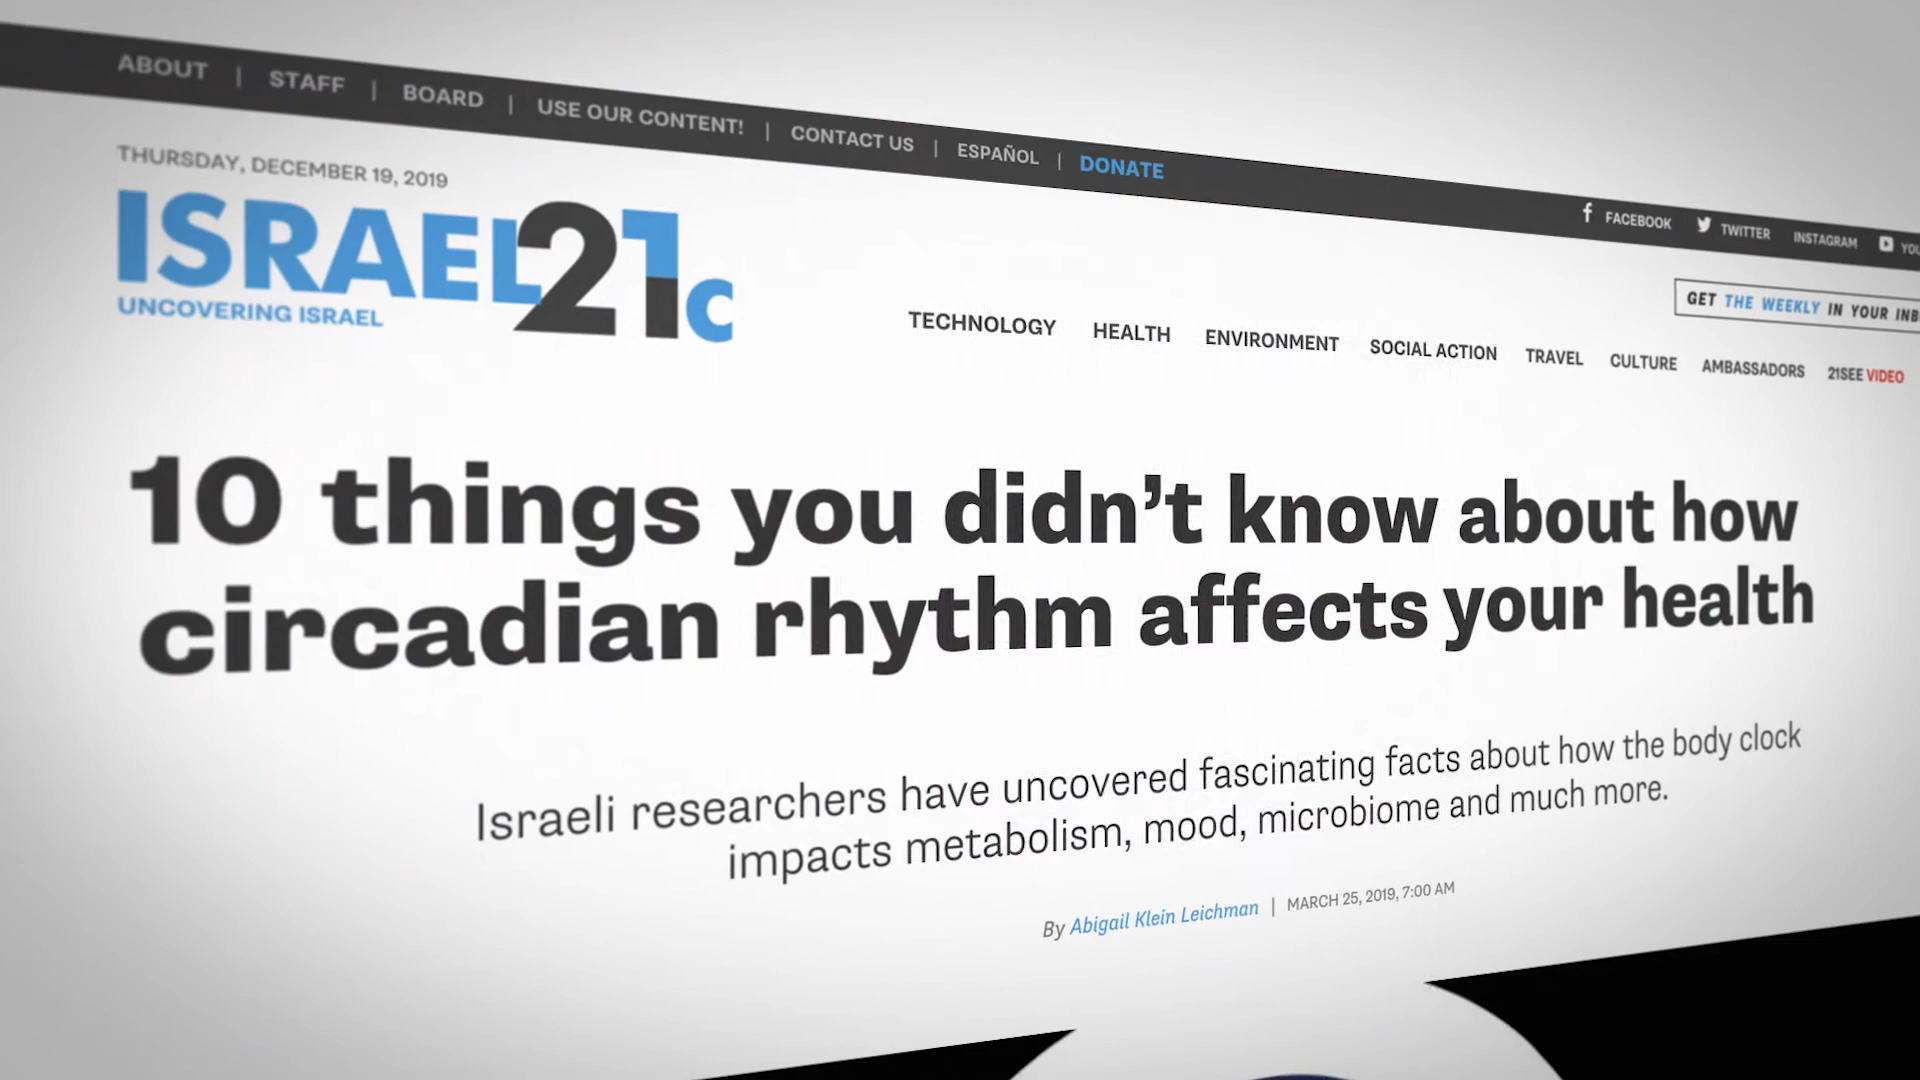 ABOUT | STAFF | BOARD | USE OUR CONTENT! | CONTACT US | ESPAÑOL | DONATE
FACEBOOK TWITTER INSTAGRAM
THURSDAY, DECEMBER 19, 2019
ISRAEL21c
UNCOVERING ISRAEL
GET THE WEEKLY IN YOUR
TECHNOLOGY HEALTH ENVIRONMENT SOCIAL ACTION TRAVEL CULTURE AMBASSADORS 21SEE VIDEO
10 things you didn’t know about how
circadian rhythm affects your health
Israeli researchers have uncovered fascinating facts about how the body clock
impacts metabolism, mood, microbiome and much more.
By Abigail Klein Leichman | MARCH 25, 2019, 7:00 AM